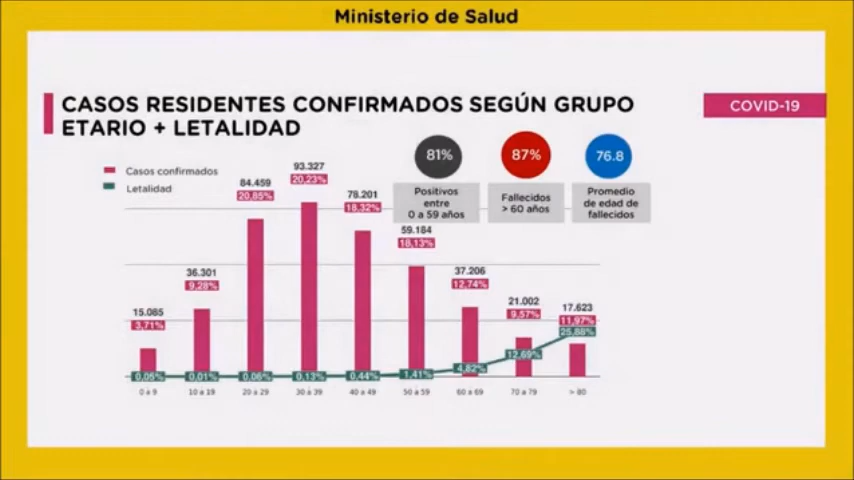 Ministerio de Salud
CASOS RESIDENTES CONFIRMADOS SEGÚN GRUPO
ETARIO + LETALIDAD
COVID-19
Casos confirmados
Letalidad
81%
87%
76.8
Positivos
entre
0 a 59 años
Fallecidos
> 60 años
Promedio
de edad de
fallecidos
15.085
3,71%
36.301
9,28%
84.459
20,85%
93.327
20,23%
78.201
18,32%
59.184
18,13%
37.206
12,74%
21.002
9,57%
17.623
11,97%
0,05%
0,01%
0,06%
0,13%
0,44%
1,41%
4,82%
12,69%
25,88%
0 a 9
10 a 19
20 a 29
30 a 39
40 a 49
50 a 59
60 a 69
70 a 79
> 80